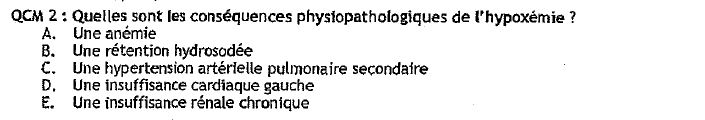 QCM 2 : Quelles sont les conséquences physiopathologiques de l'hypoxémie ?
A. Une anémie
B. Une rétention hydrosodée
C. Une hypertension artérielle pulmonaire secondaire
D. Une insuffisance cardiaque gauche
E. Une insuffisance rénale chronique